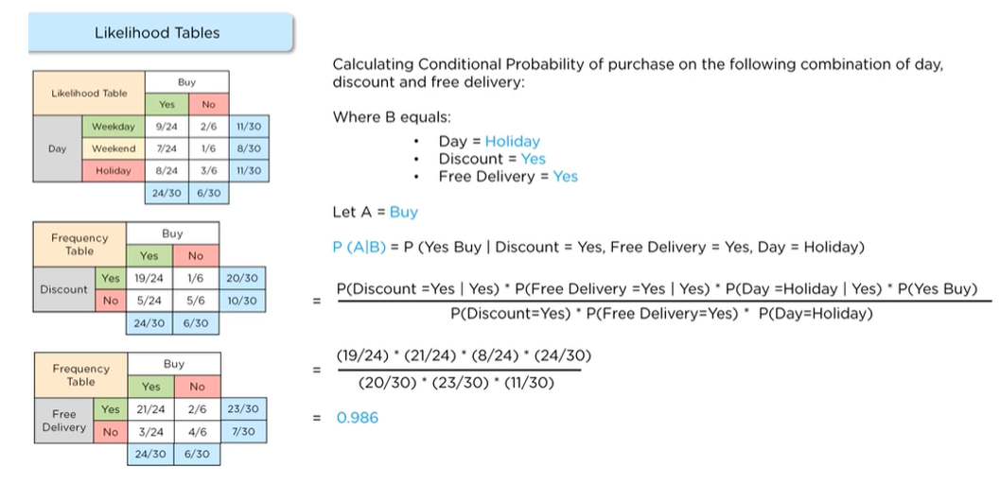 Likelihood Tables
Likelihood Table
Buy
Yes No
Day
Weekday 9/24 2/6 11/30
Weekend 7/24 1/6 8/30
Holiday 8/24 3/6 11/30
24/30 6/30
Frequency
Table
Buy
Yes No
Discount
Yes 19/24 1/6 20/30
No 5/24 5/6 10/30
24/30 6/30
Frequency
Table
Buy
Yes No
Free
Delivery
Yes 21/24 2/6 23/30
No 3/24 4/6 7/30
24/30 6/30
Calculating Conditional Probability of purchase on the following combination of day,
discount and free delivery:
Where B equals:
• Day = Holiday
• Discount = Yes
• Free Delivery = Yes
Let A = Buy
P (A|B) = P (Yes Buy | Discount = Yes, Free Delivery = Yes, Day = Holiday)
= P(Discount =Yes | Yes) * P(Free Delivery =Yes | Yes) * P(Day =Holiday | Yes) * P(Yes Buy)
P(Discount=Yes) * P(Free Delivery=Yes) * P(Day=Holiday)
= (19/24) * (21/24) * (8/24) * (24/30)
(20/30) * (23/30) * (11/30)
= 0.986